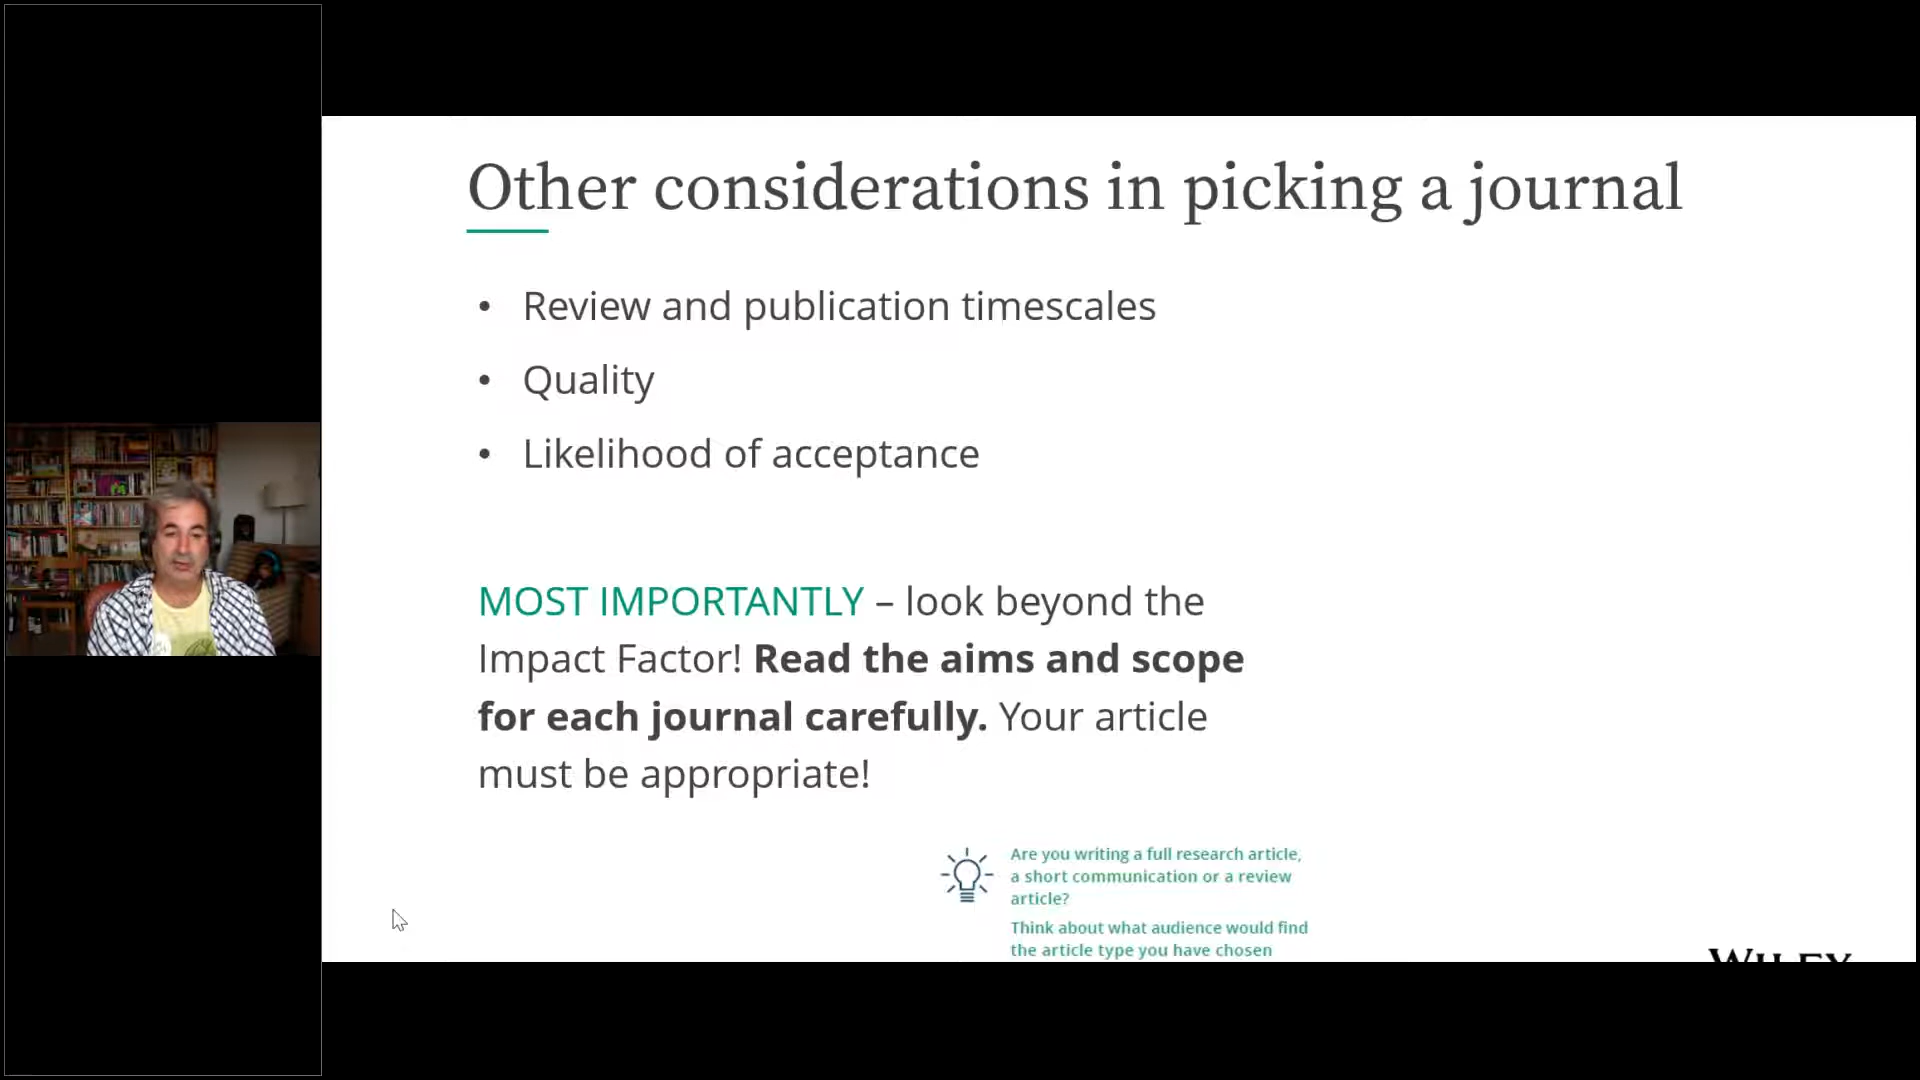 Other considerations in picking a journal
• Review and publication timescales
• Quality
• Likelihood of acceptance
MOST IMPORTANTLY – look beyond the
Impact Factor! Read the aims and scope
for each journal carefully. Your article
must be appropriate!
Are you writing a full research article,
a short communication or a review
article?
Think about what audience would find
the article type you have chosen
WILEY